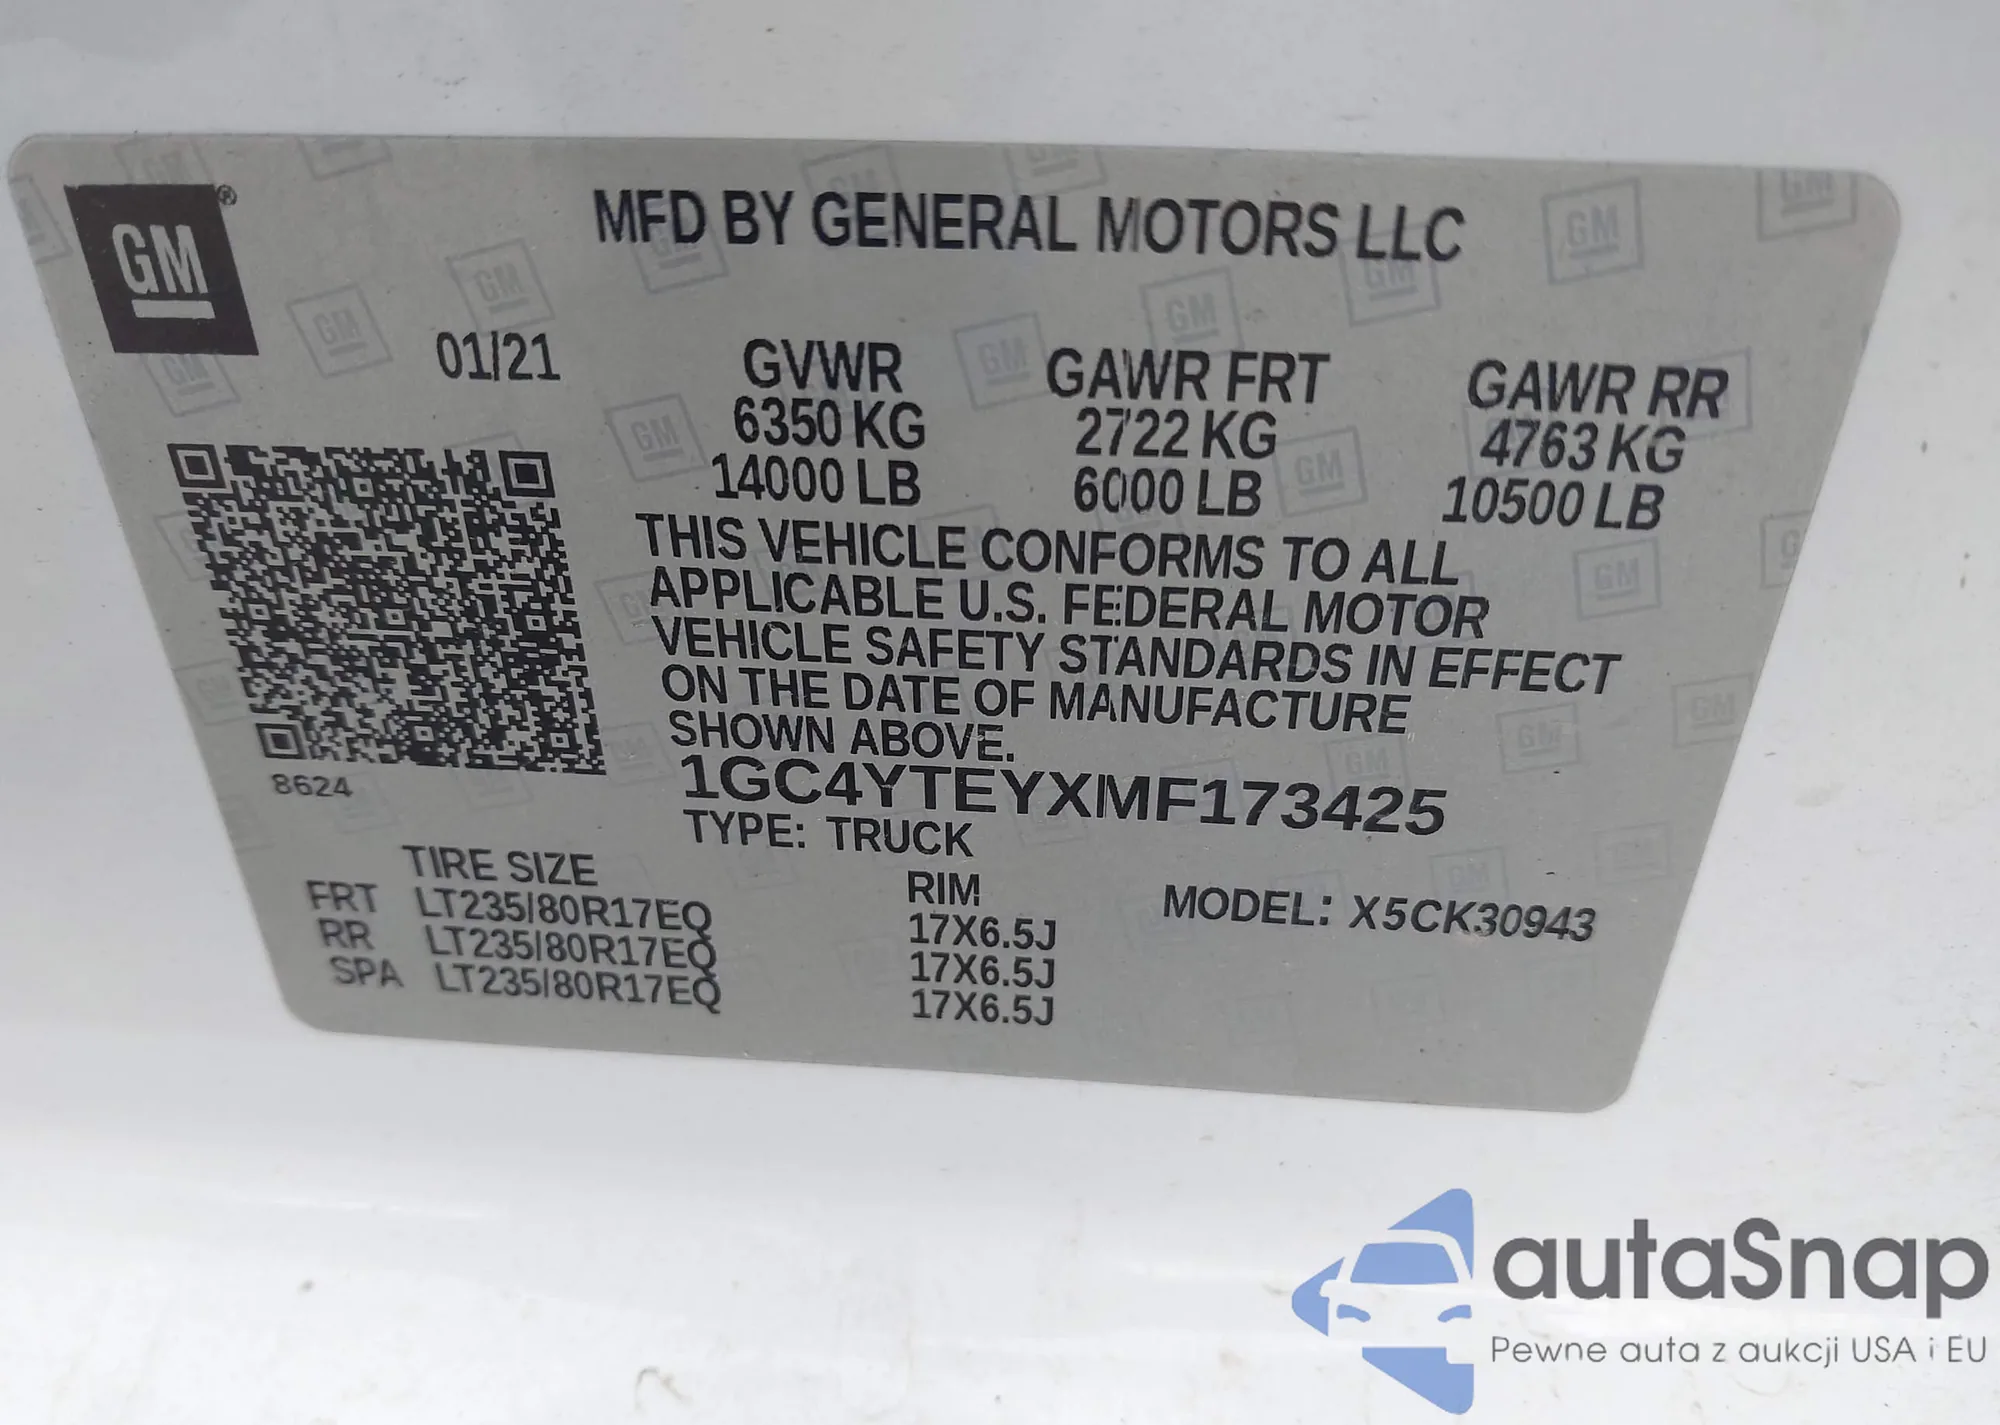 GM®
MFD BY GENERAL MOTORS LLC
01/21
GVWR
6350 KG
14000 LB
GAWR FRT
2722 KG
6000 LB
GAWR RR
4763 KG
10500 LB
THIS VEHICLE CONFORMS TO ALL
APPLICABLE U.S. FEDERAL MOTOR
VEHICLE SAFETY STANDARDS IN EFFECT
ON THE DATE OF MANUFACTURE
SHOWN ABOVE.
1GC4YTEYXMF173425
TYPE: TRUCK
8624
TIRE SIZE RIM
FRT LT235/80R17EQ 17X6.5J
RR LT235/80R17EQ 17X6.5J
SPA LT235/80R17EQ 17X6.5J
MODEL: X5CK30943
autaSnap
Pewne auta z aukcji USA i EU